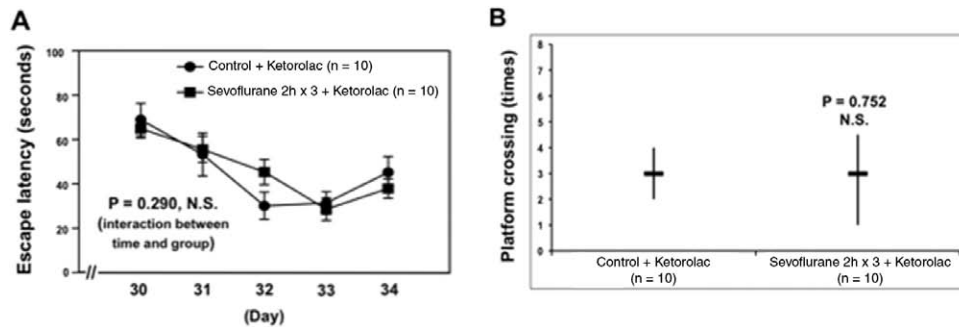 A
Escape latency (seconds)
100
80
60
40
20
0
Control + Ketorolac (n = 10)
Sevoflurane 2h x 3 + Ketorolac (n = 10)
P = 0.290, N.S.
(interaction between
time and group)
30 31 32 33 34
(Day)
B
Platform crossing (times)
8
7
6
5
4
3
2
1
0
P = 0.752
N.S.
Control + Ketorolac
(n = 10)
Sevoflurane 2h x 3 + Ketorolac
(n = 10)